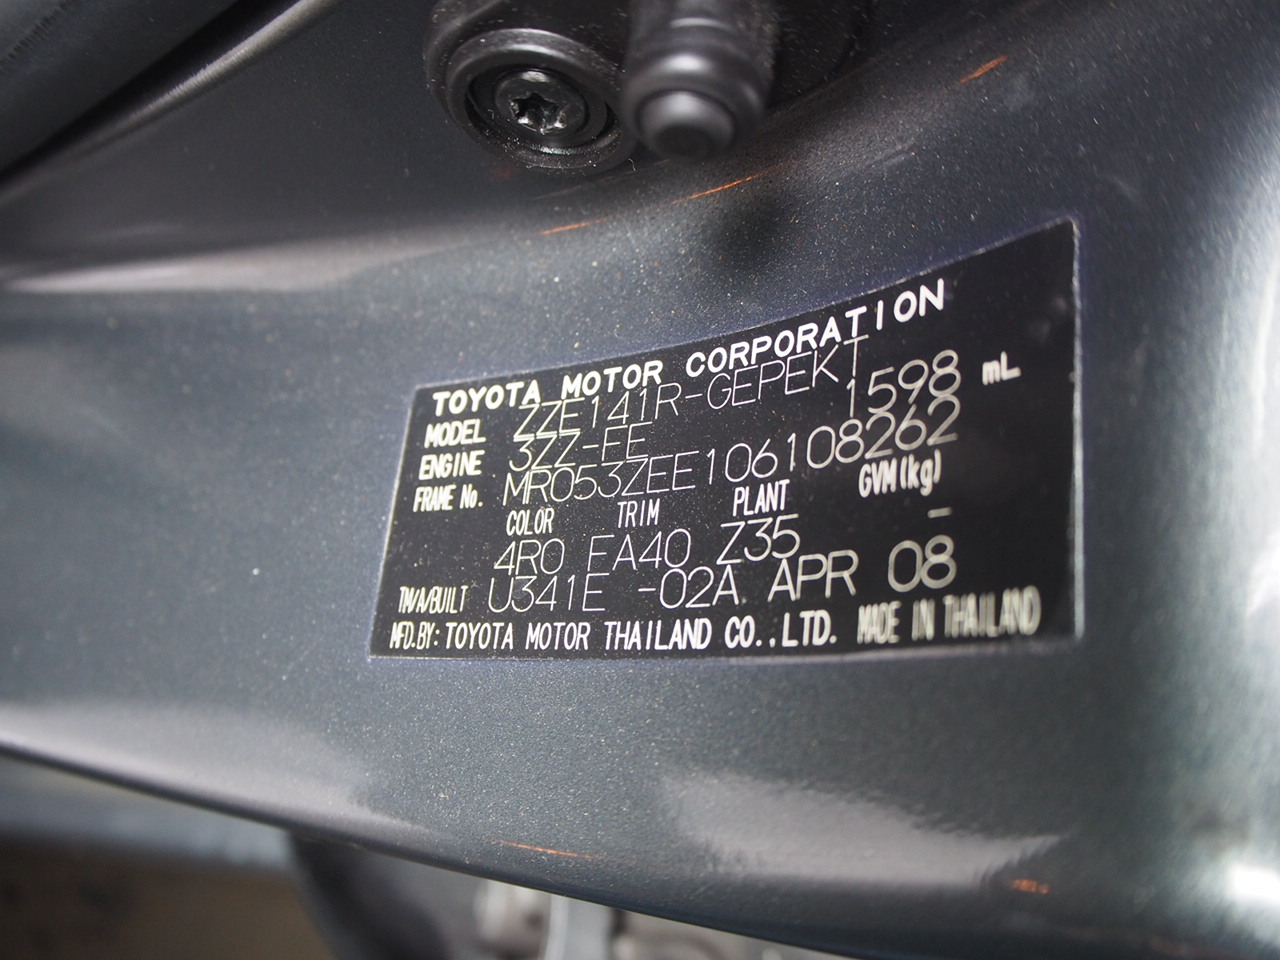 TOYOTA MOTOR CORPORATION
MODEL ZZE141R-GEPEKT
ENGINE 3ZZ-FE 1598 mL
FRAME No. MR053ZEE106108262
COLOR TRIM PLANT GVM(kg)
4R0 FA40 Z35 -
TM/A/BUILT U341E -02A APR 08
MFD.BY: TOYOTA MOTOR THAILAND CO.,LTD. MADE IN THAILAND